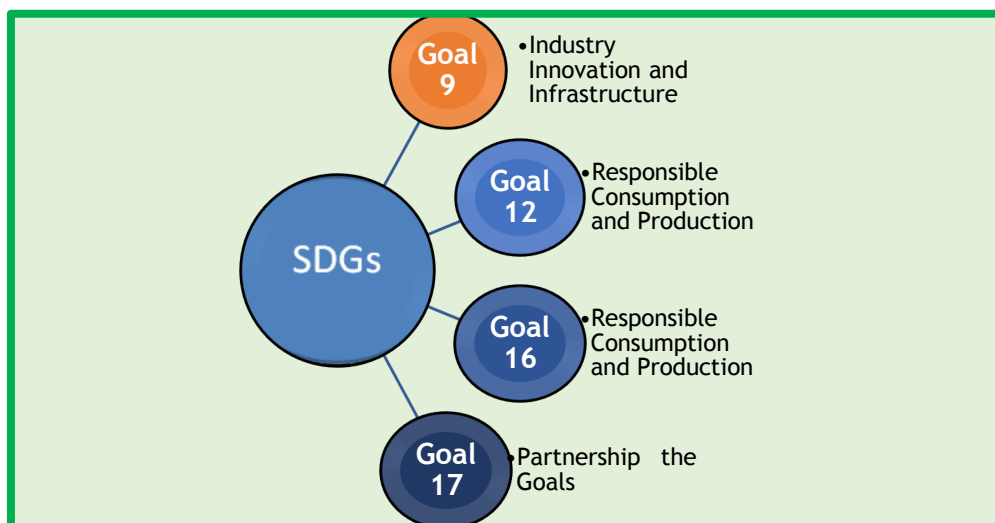 SDGs
Goal
9
•Industry
Innovation and
Infrastructure
Goal
12
•Responsible
Consumption
and Production
Goal
16
•Responsible
Consumption
and Production
Goal
17
•Partnership the
Goals